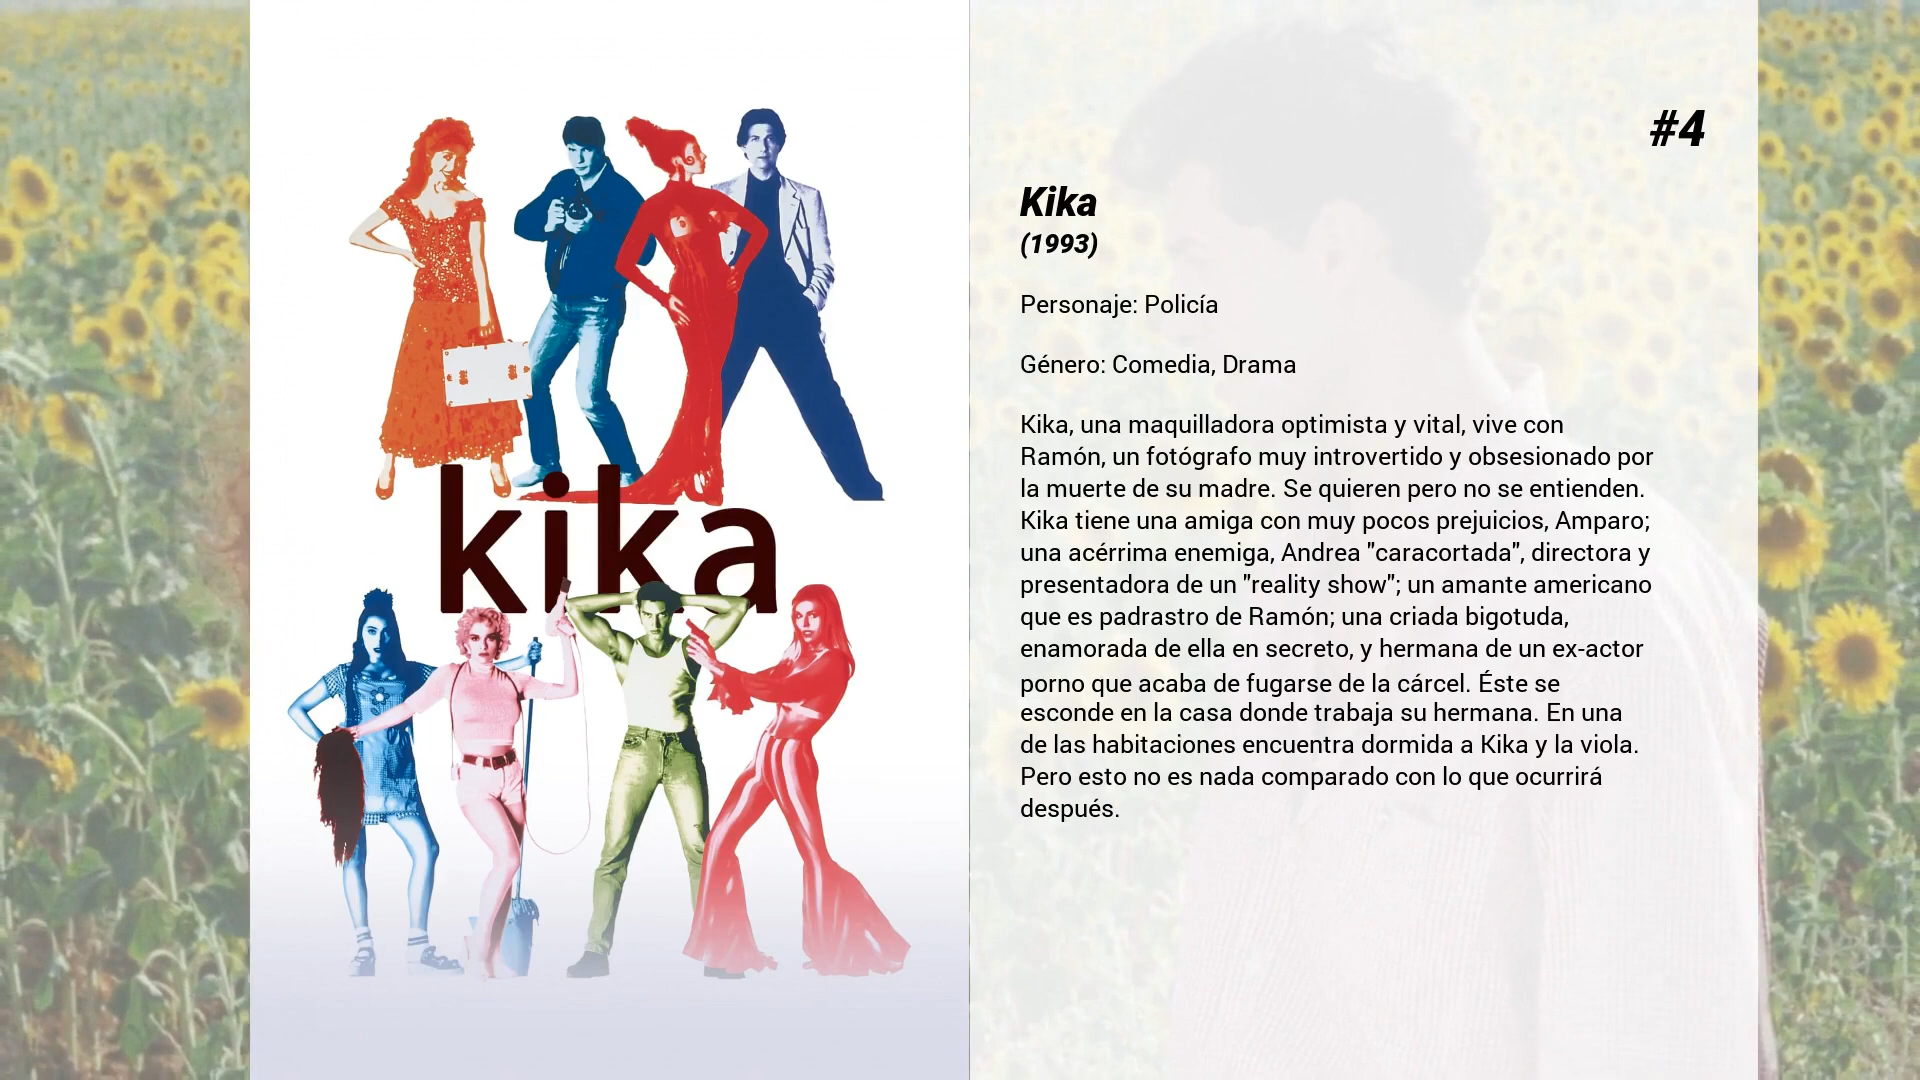 kika
#4
Kika
(1993)
Personaje: Policía
Género: Comedia, Drama
Kika, una maquilladora optimista y vital, vive con
Ramón, un fotógrafo muy introvertido y obsesionado por
la muerte de su madre. Se quieren pero no se entienden.
Kika tiene una amiga con muy pocos prejuicios, Amparo;
una acérrima enemiga, Andrea "caracortada", directora y
presentadora de un "reality show"; un amante americano
que es padrastro de Ramón; una criada bigotuda,
enamorada de ella en secreto, y hermana de un ex-actor
porno que acaba de fugarse de la cárcel. Éste se
esconde en la casa donde trabaja su hermana. En una
de las habitaciones encuentra dormida a Kika y la viola.
Pero esto no es nada comparado con lo que ocurrirá
después.